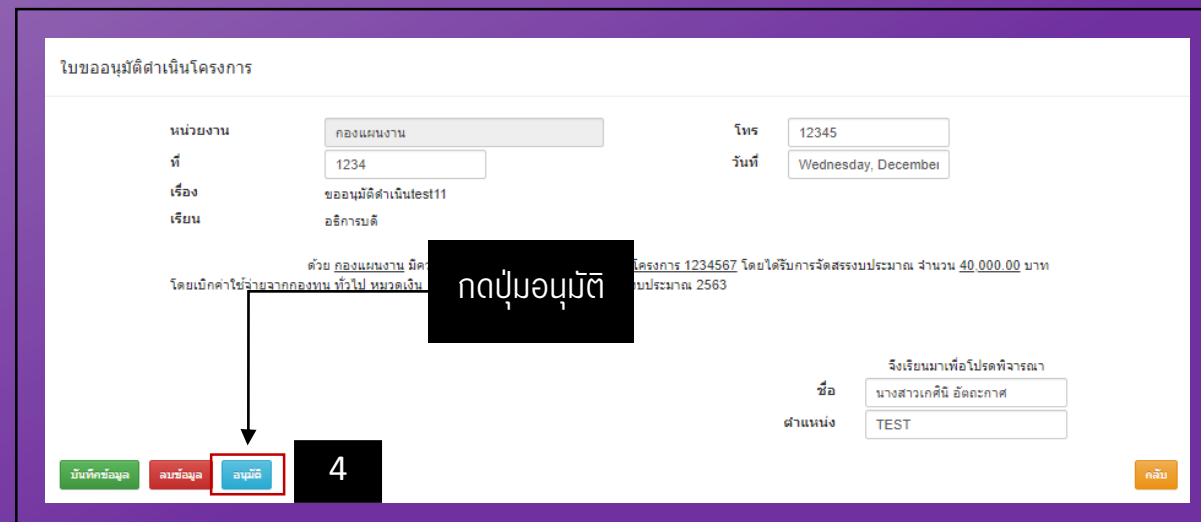 ใบขออนุมัติดำเนินโครงการ
หน่วยงาน กองแผนงาน โทร 12345
ที่ 1234 วันที่ Wednesday, December
เรื่อง ขออนุมัติดำเนินtest11
เรียน อธิการบดี
ด้วย กองแผนงาน มีคว โครงการ 1234567 โดยได้รับการจัดสรรงบประมาณ จำนวน 40,000.00 บาท
โดยเบิกค่าใช้จ่ายจากกองทุน ทั่วไป หมวดเงิน งบประมาณ 2563
กดปุ่มอนุมัติ
จึงเรียนมาเพื่อโปรดพิจารณา
ชื่อ นางสาวเกศินี อัตถะกาศ
ตำแหน่ง TEST
บันทึกข้อมูล ลบข้อมูล อนุมัติ 4 กลับ